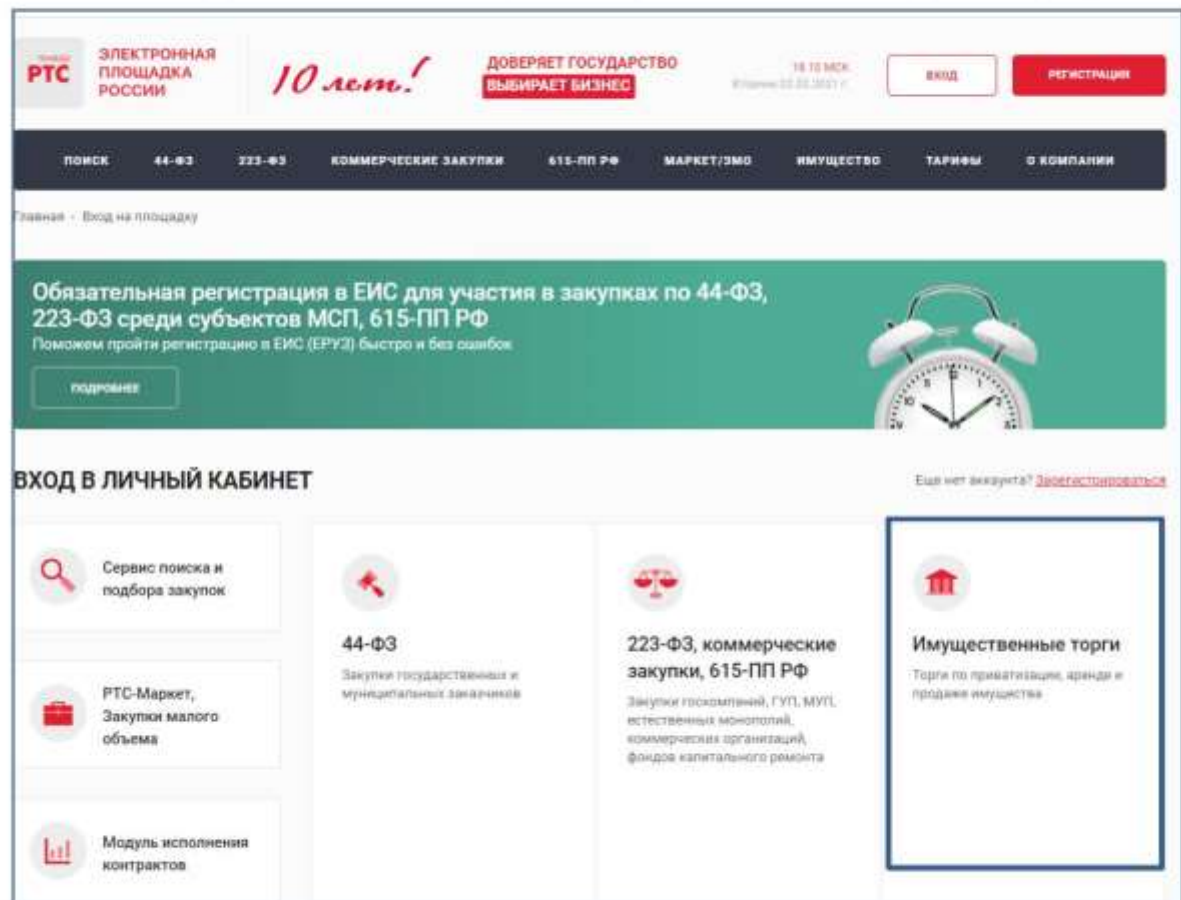 РТС
ЭЛЕКТРОННАЯ
ПЛОЩАДКА
РОССИИ
10 лет!
ДОВЕРЯЕТ ГОСУДАРСТВО
ВЫБИРАЕТ БИЗНЕС
МСК
ВХОД
РЕГИСТРАЦИЯ
ПОИСК 44-ФЗ 223-ФЗ КОММЕРЧЕСКИЕ ЗАКУПКИ 615-ПП РФ МАРКЕТ/ЗМО ИМУЩЕСТВО ТАРИФЫ О КОМПАНИИ
Главная - Вход на площадку
Обязательная регистрация в ЕИС для участия в закупках по 44-ФЗ,
223-ФЗ среди субъектов МСП, 615-ПП РФ
Поможем пройти регистрацию в ЕИС (ЕРУЗ) быстро и без ошибок
ПОДРОБНЕЕ
ВХОД В ЛИЧНЫЙ КАБИНЕТ
Еще нет аккаунта? Зарегистрироваться
Сервис поиска и
подбора закупок
РТС-Маркет,
Закупки малого
объема
Модуль исполнения
контрактов
44-ФЗ
Закупки государственных и
муниципальных заказчиков
223-ФЗ, коммерческие
закупки, 615-ПП РФ
Закупки госкомпаний, ГУП, МУП,
естественных монополий,
коммерческих организаций,
фондов капитального ремонта
Имущественные торги
Торги по приватизации, аренде и
продаже имущества